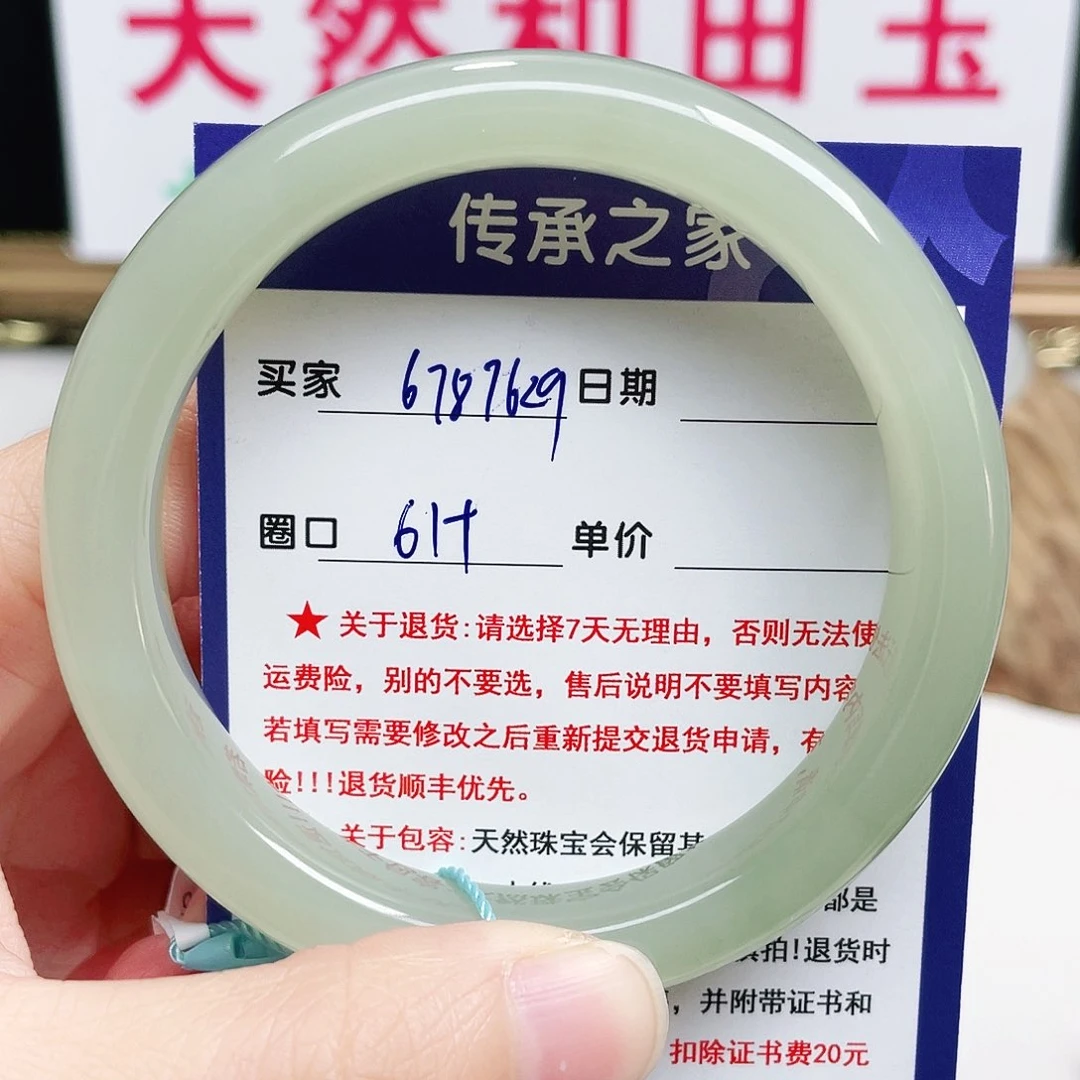 天然和田玉
传承之家
买家 6787629 日期
圈口 61+ 单价
★关于退货:请选择7天无理由，否则无法使
运费险，别的不要选，售后说明不要填写内容
若填写需要修改之后重新提交退货申请，有
险!!!退货顺丰优先。
关于包容:天然珠宝会保留其
都是
慎拍!退货时
，并附带证书和
扣除证书费20元